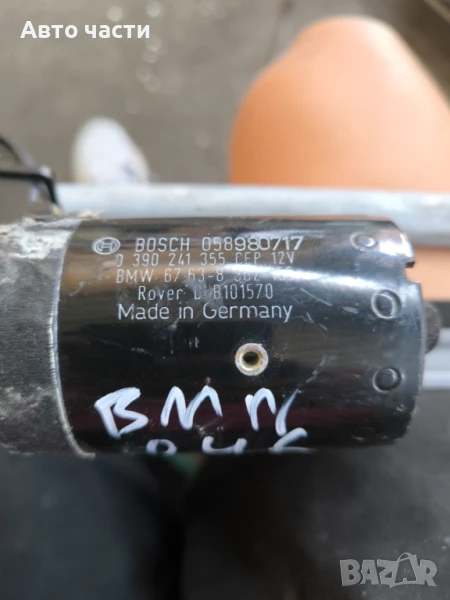 Авто части
BOSCH 058980717
0 390 241 355 CEP 12V
BMW 67.63-8
Rover
Made in Germany
BMW
BAZAR